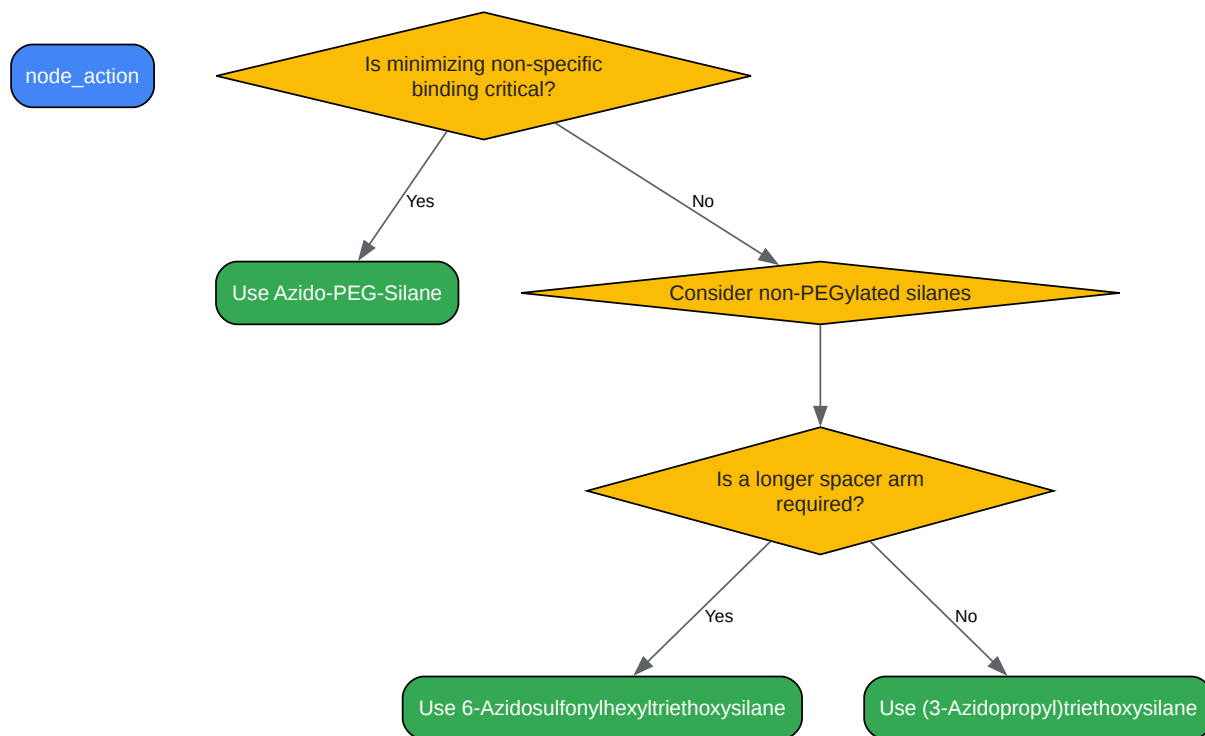 node_action
Is minimizing non-specific
binding critical?
Yes
No
Use Azido-PEG-Silane
Consider non-PEGylated silanes
Is a longer spacer arm
required?
Yes
No
Use 6-Azidosulfonylhexyltriethoxysilane
Use (3-Azidopropyl)triethoxysilane